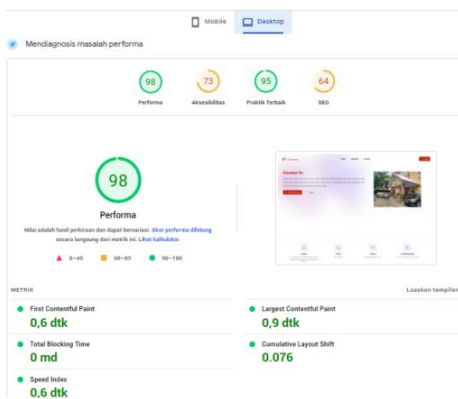 Mobile
Desktop
Mendiagnosis masalah performa
98
73
95
64
Performa
Aksesibilitas
Praktik Terbaik
SEO
98
Performa
Nilai adalah hasil perkiraan dan dapat bervariasi. Skor performa dihitung
secara langsung dari metrik ini. Lihat kalkulator.
0–49
50–89
90–100
METRIK
Luaskan tampilan
First Contentful Paint
0,6 dtk
Largest Contentful Paint
0,9 dtk
Total Blocking Time
0 md
Cumulative Layout Shift
0.076
Speed Index
0,6 dtk